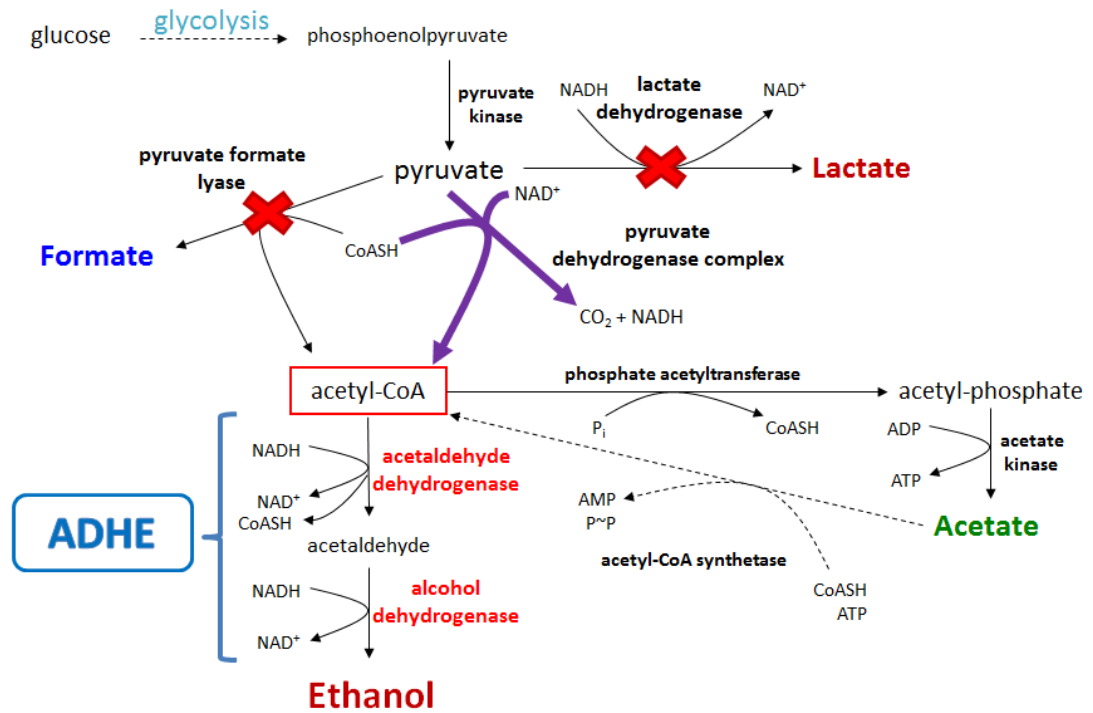 glucose
glycolysis
phosphoenolpyruvate
pyruvate
kinase
NADH
lactate
dehydrogenase
NAD⁺
pyruvate formate
lyase
pyruvate
Lactate
NAD⁺
CoASH
Formate
pyruvate
dehydrogenase complex
CO₂ + NADH
acetyl-CoA
phosphate acetyltransferase
acetyl-phosphate
Pᵢ
CoASH
ADP
acetate
kinase
ATP
NADH
acetaldehyde
dehydrogenase
NAD⁺
CoASH
AMP
P~P
Acetate
ADHE
acetaldehyde
acetyl-CoA synthetase
CoASH
ATP
NADH
alcohol
dehydrogenase
NAD⁺
Ethanol